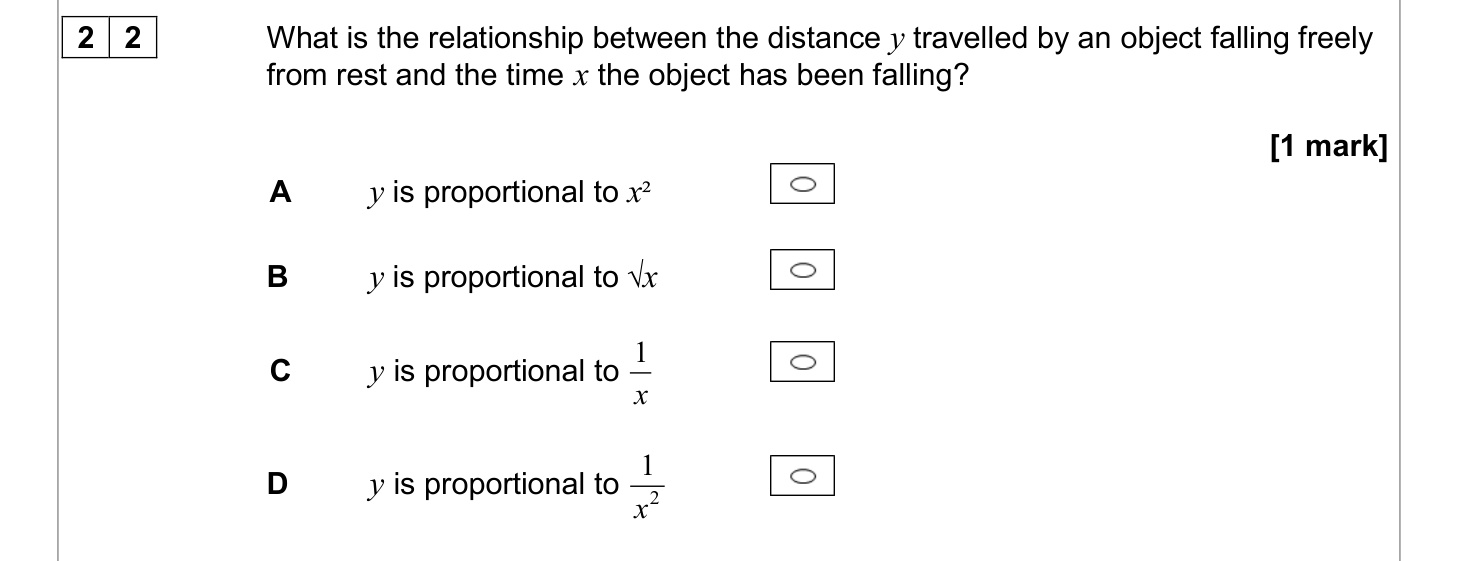 2 2 What is the relationship between the distance y travelled by an object falling freely
from rest and the time x the object has been falling?
[1 mark]
A y is proportional to x²
B y is proportional to √x
C y is proportional to 1/x
D y is proportional to 1/x²